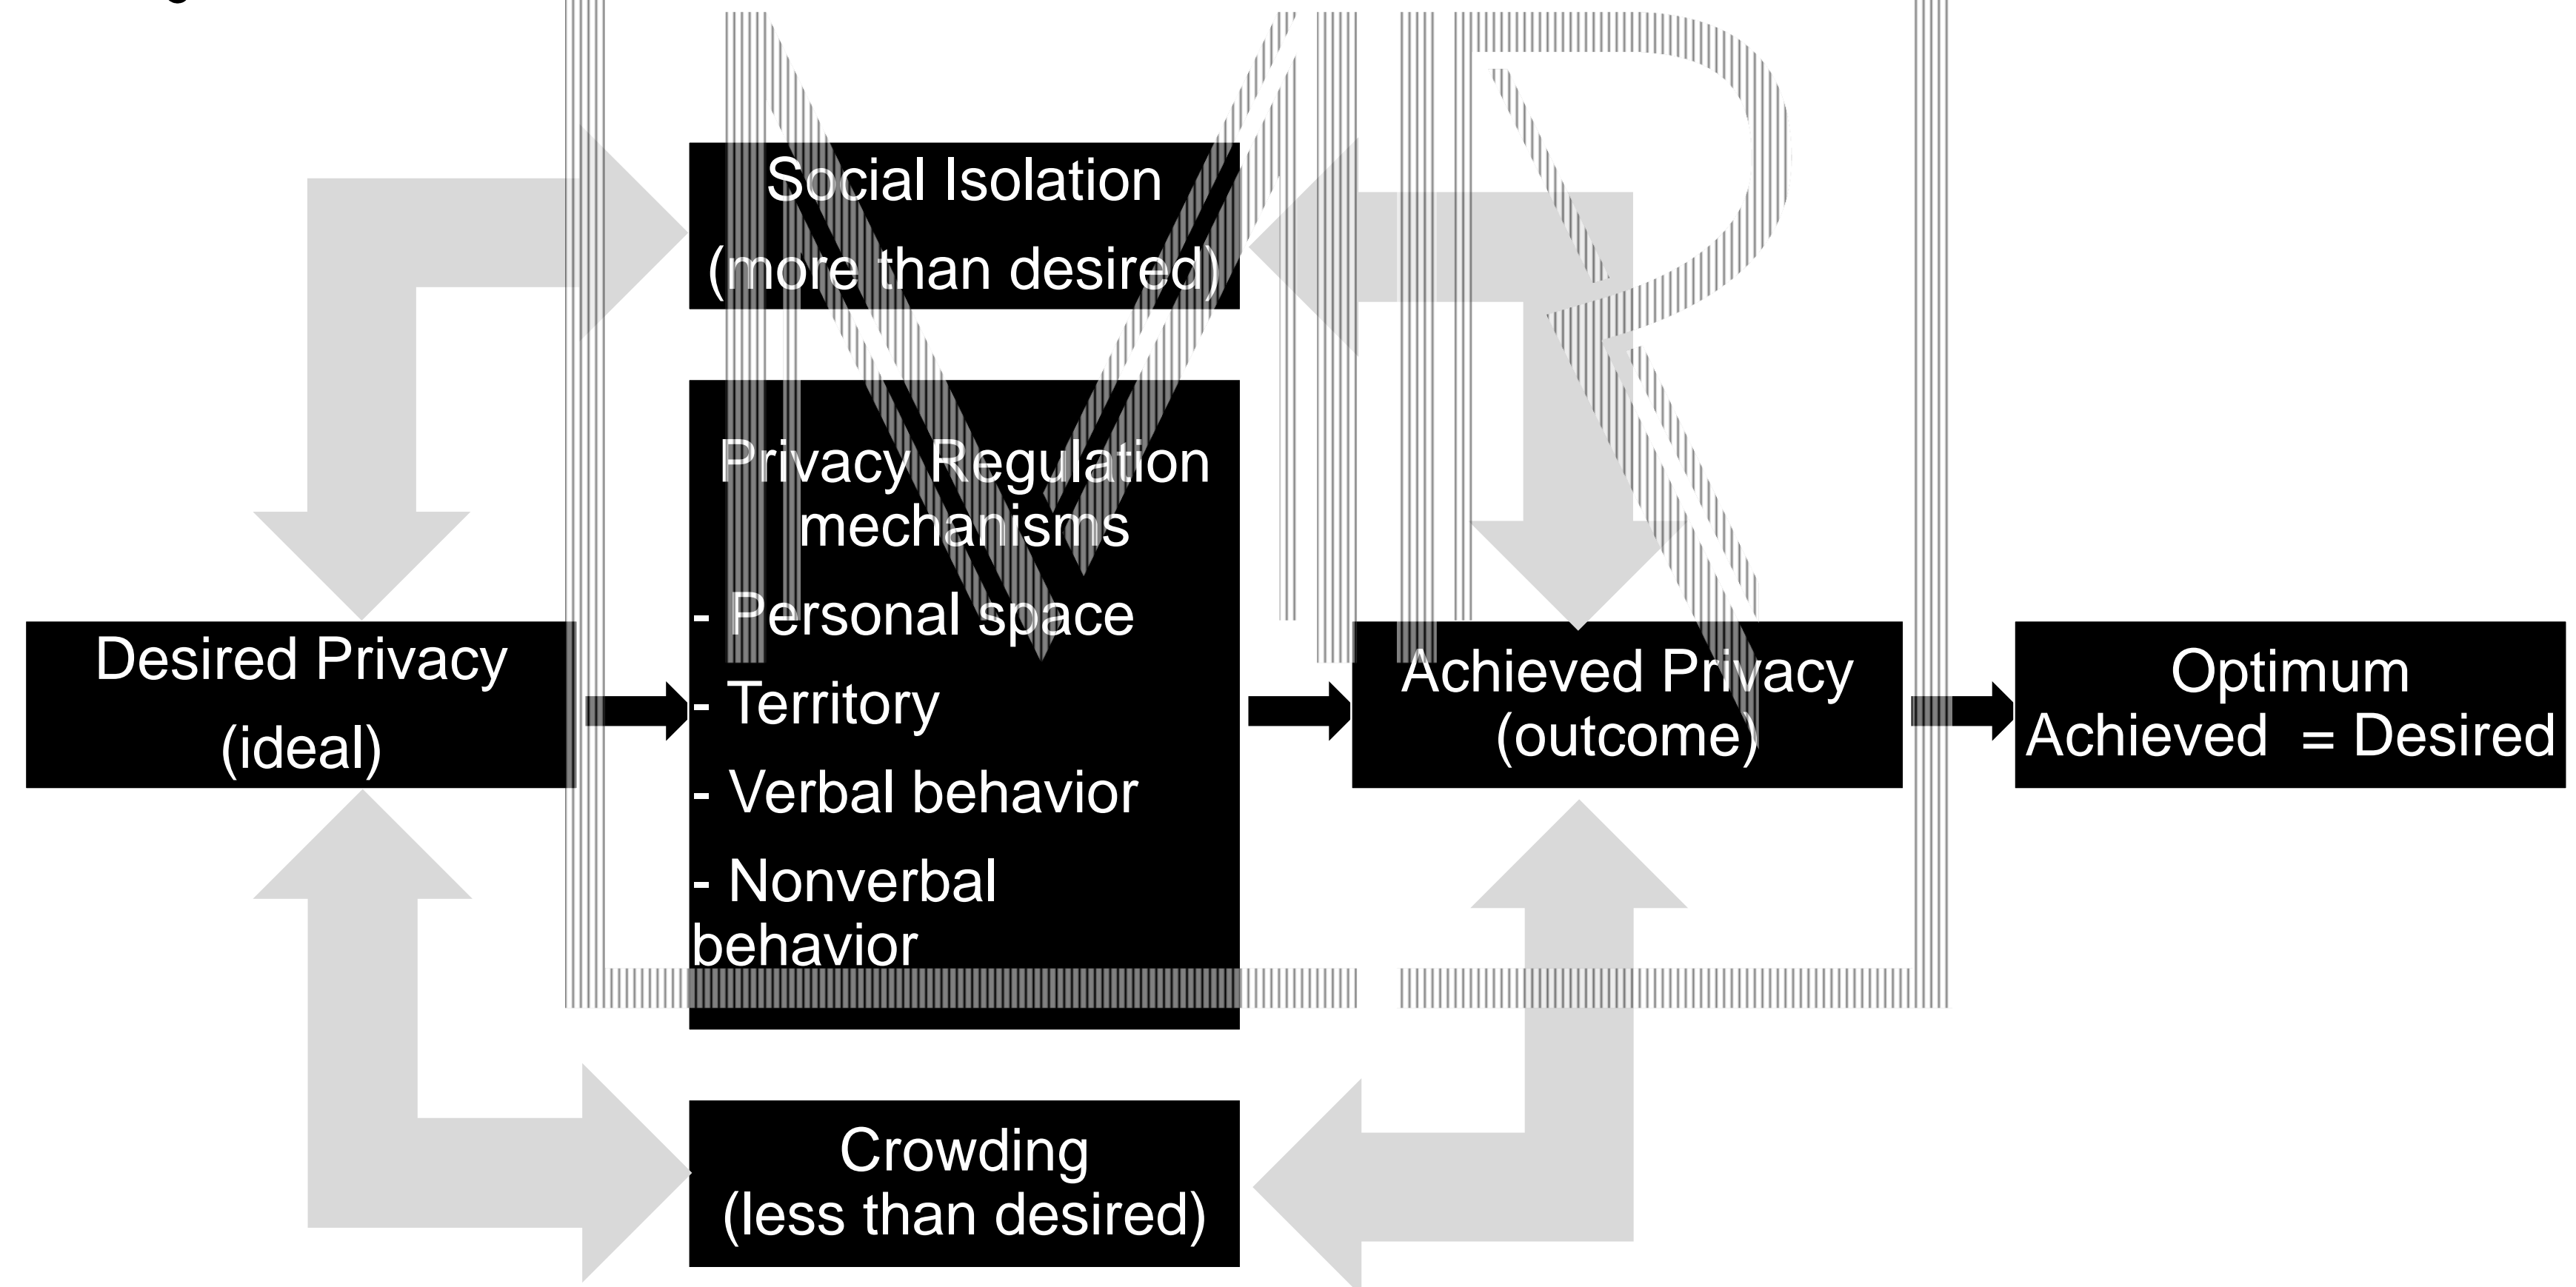 Social Isolation
(more than desired)
Privacy Regulation
mechanisms
- Personal space
- Territory
- Verbal behavior
- Nonverbal
behavior
Desired Privacy
(ideal)
Achieved Privacy
(outcome)
Optimum
Achieved = Desired
Crowding
(less than desired)